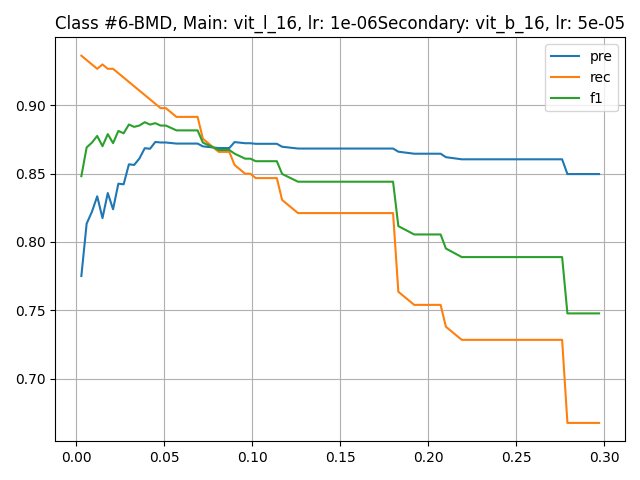 Class #6-BMD, Main: vit_l_16, lr: 1e-06Secondary: vit_b_16, lr: 5e-05
pre
rec
f1
0.90
0.85
0.80
0.75
0.70
0.00 0.05 0.10 0.15 0.20 0.25 0.30